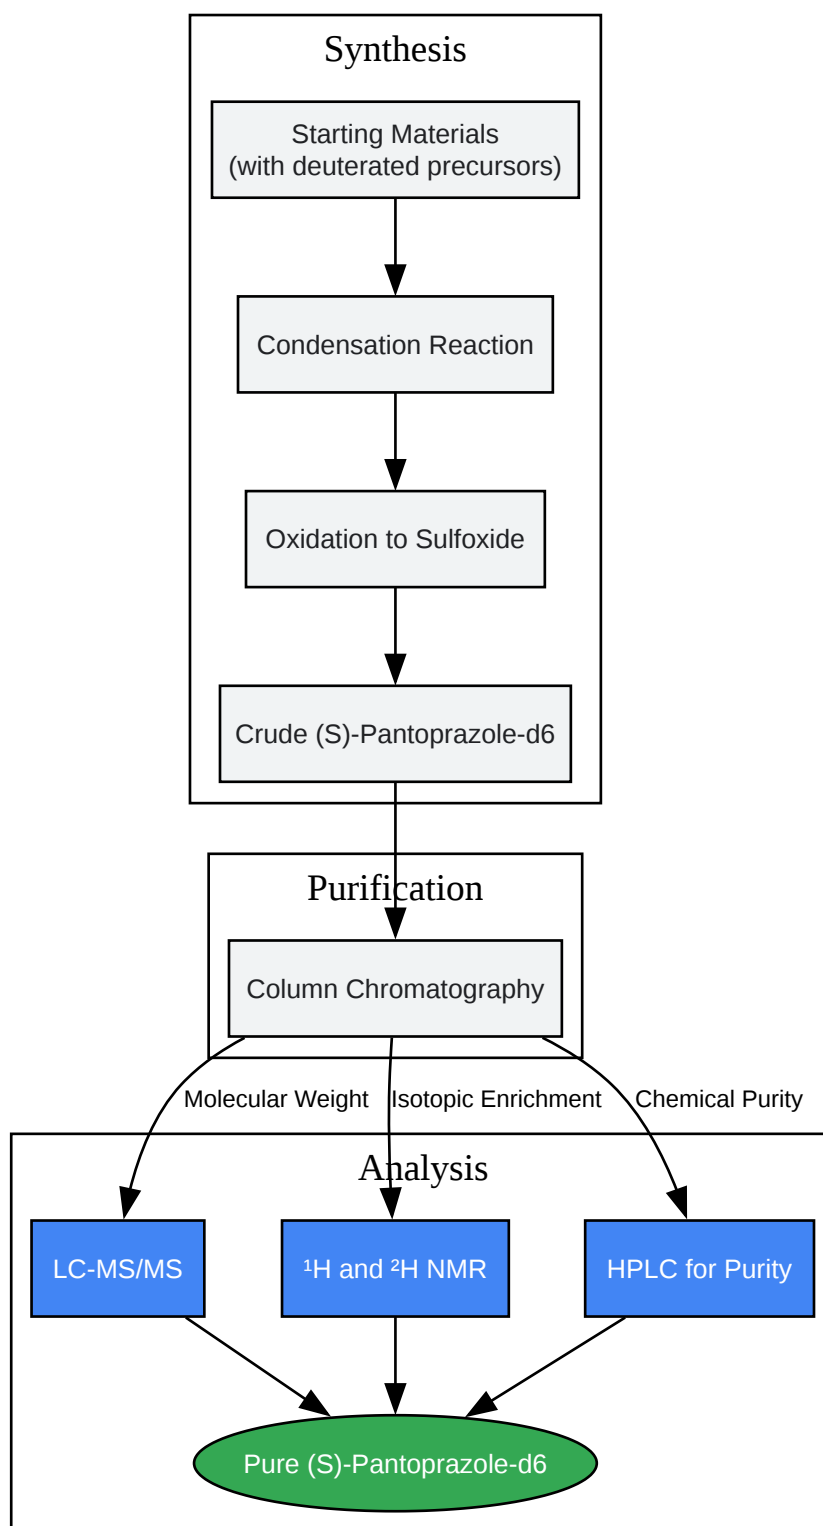 Synthesis
Starting Materials
(with deuterated precursors)
Condensation Reaction
Oxidation to Sulfoxide
Crude (S)-Pantoprazole-d6
Purification
Column Chromatography
Molecular Weight
Isotopic Enrichment
Chemical Purity
Analysis
LC-MS/MS
¹H and ²H NMR
HPLC for Purity
Pure (S)-Pantoprazole-d6